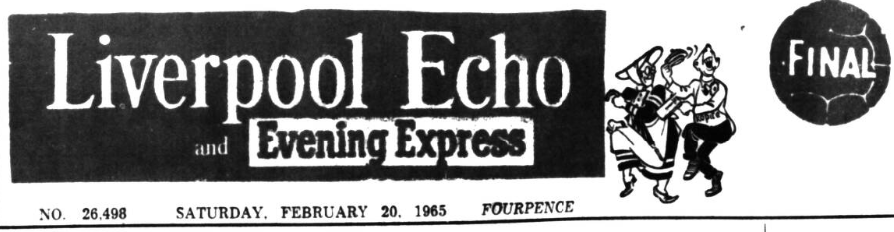 Liverpool Echo
and Evening Express
FINAL
NO. 26,498 SATURDAY, FEBRUARY 20, 1965 FOURPENCE